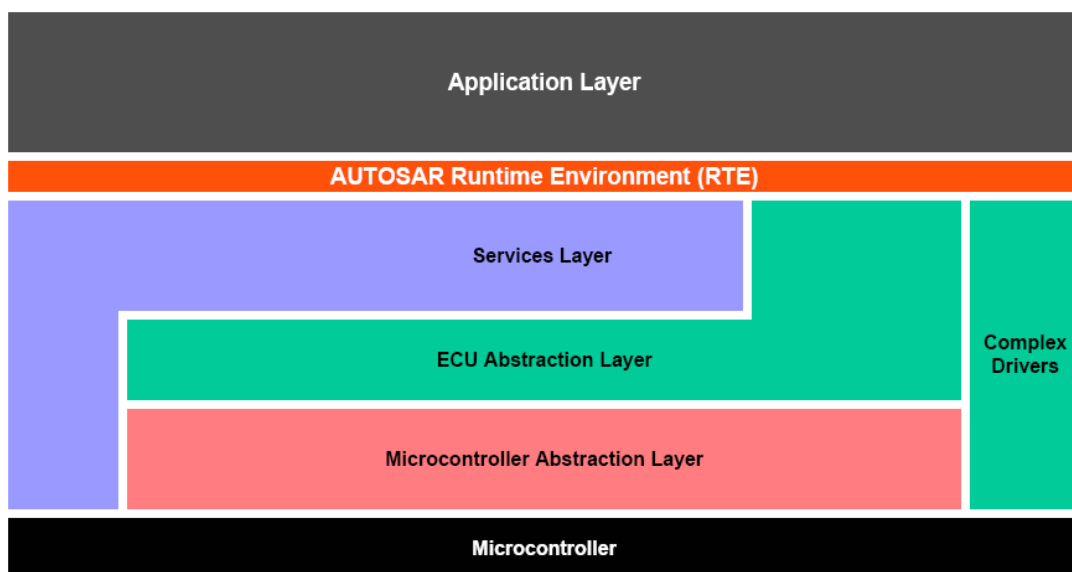 Application Layer
AUTOSAR Runtime Environment (RTE)
Services Layer
ECU Abstraction Layer
Complex
Drivers
Microcontroller Abstraction Layer
Microcontroller